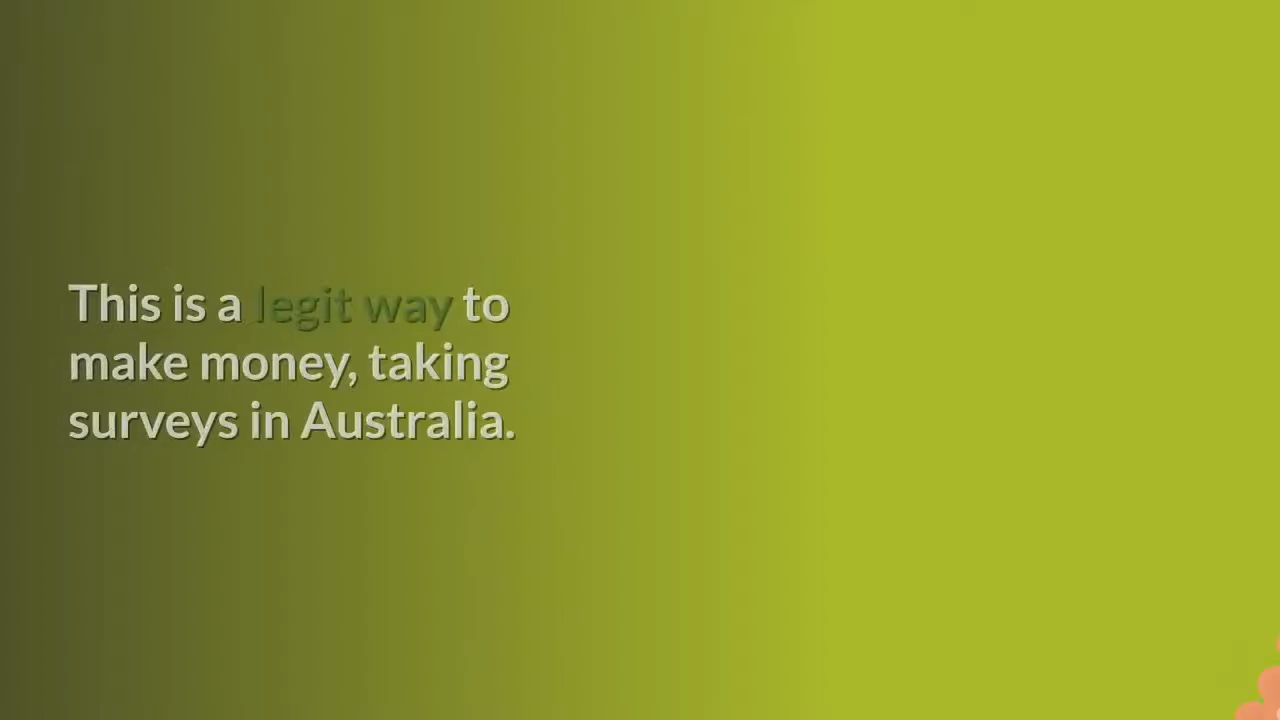 This is a legit way to
make money, taking
surveys in Australia.